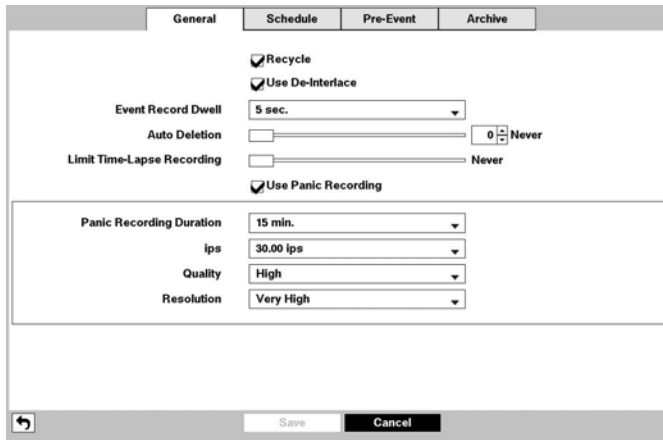 General Schedule Pre-Event Archive
Recycle
Use De-Interlace
Event Record Dwell 5 sec.
Auto Deletion 0 Never
Limit Time-Lapse Recording Never
Use Panic Recording
Panic Recording Duration 15 min.
ips 30.00 ips
Quality High
Resolution Very High
Save Cancel